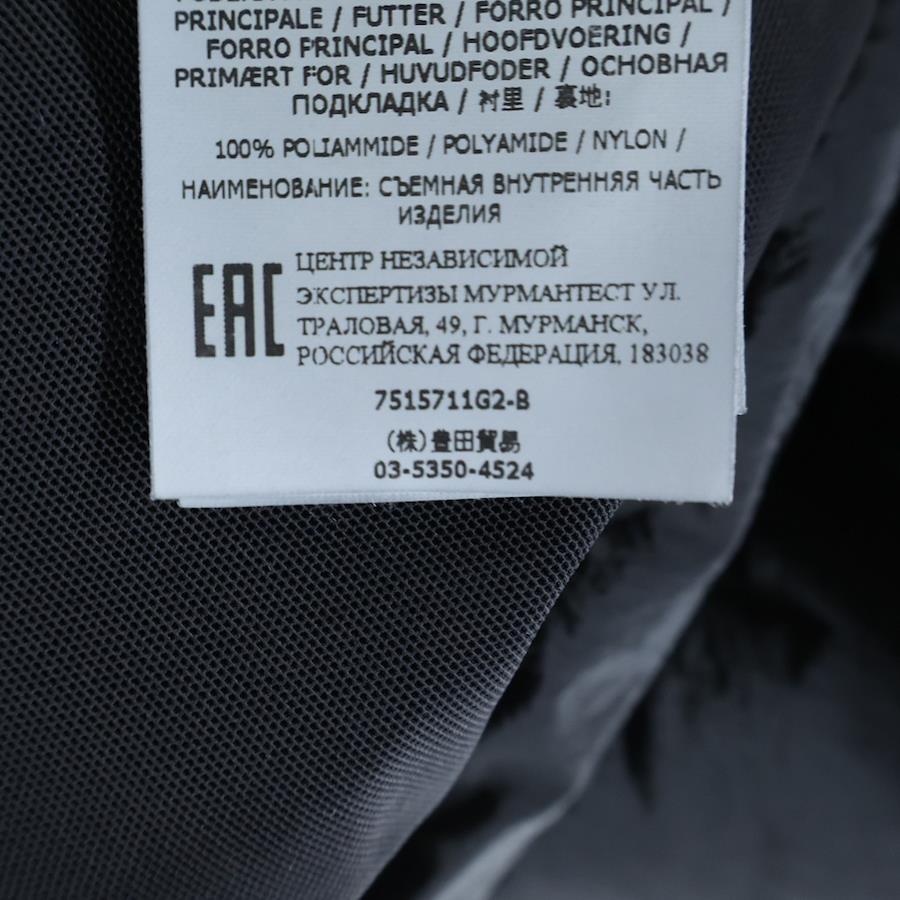 PRINCIPALE / FUTTER / FORRO PRINCIPAL /
FORRO PRINCIPAL / HOOFDVOERING /
PRIMÆRT FOR / HUVUDFODER / ОСНОВНАЯ
ПОДКЛАДКА / 衬里 / 裏地:
100% POLIAMMIDE / POLYAMIDE / NYLON /
НАИМЕНОВАНИЕ: СЪЕМНАЯ ВНУТРЕННЯЯ ЧАСТЬ
ИЗДЕЛИЯ
EAC
ЦЕНТР НЕЗАВИСИМОЙ
ЭКСПЕРТИЗЫ МУРМАНТЕСТ УЛ.
ТРАЛОВАЯ, 49, Г. МУРМАНСК,
РОССИЙСКАЯ ФЕДЕРАЦИЯ, 183038
7515711G2-B
(株)豊田貿易
03-5350-4524